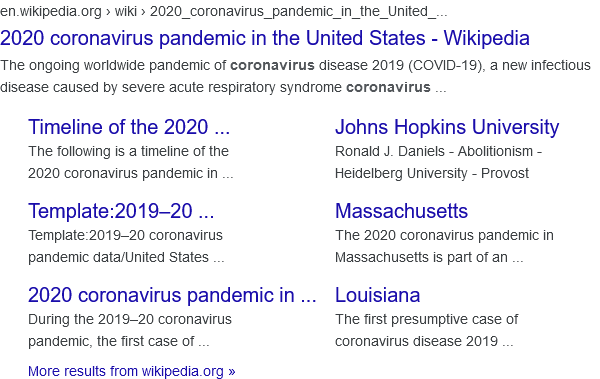 en.wikipedia.org › wiki › 2020_coronavirus_pandemic_in_the_United_...
2020 coronavirus pandemic in the United States - Wikipedia
The ongoing worldwide pandemic of coronavirus disease 2019 (COVID-19), a new infectious
disease caused by severe acute respiratory syndrome coronavirus ...
Timeline of the 2020 ...
The following is a timeline of the
2020 coronavirus pandemic in ...
Johns Hopkins University
Ronald J. Daniels - Abolitionism -
Heidelberg University - Provost
Template:2019–20 ...
Template:2019–20 coronavirus
pandemic data/United States ...
Massachusetts
The 2020 coronavirus pandemic in
Massachusetts is part of an ...
2020 coronavirus pandemic in ...
During the 2019–20 coronavirus
pandemic, the first case of ...
Louisiana
The first presumptive case of
coronavirus disease 2019 ...
More results from wikipedia.org »